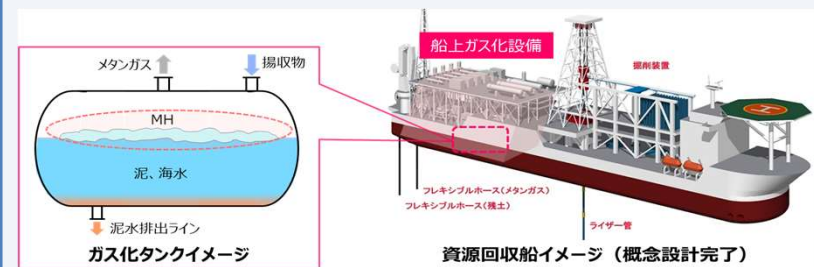 メタンガス
揚収物
MH
泥、海水
泥水排出ライン
ガス化タンクイメージ
船上ガス化設備
掘削装置
フレキシブルホース(メタンガス)
フレキシブルホース(残土)
ライザー管
資源回収船イメージ(概念設計完了)